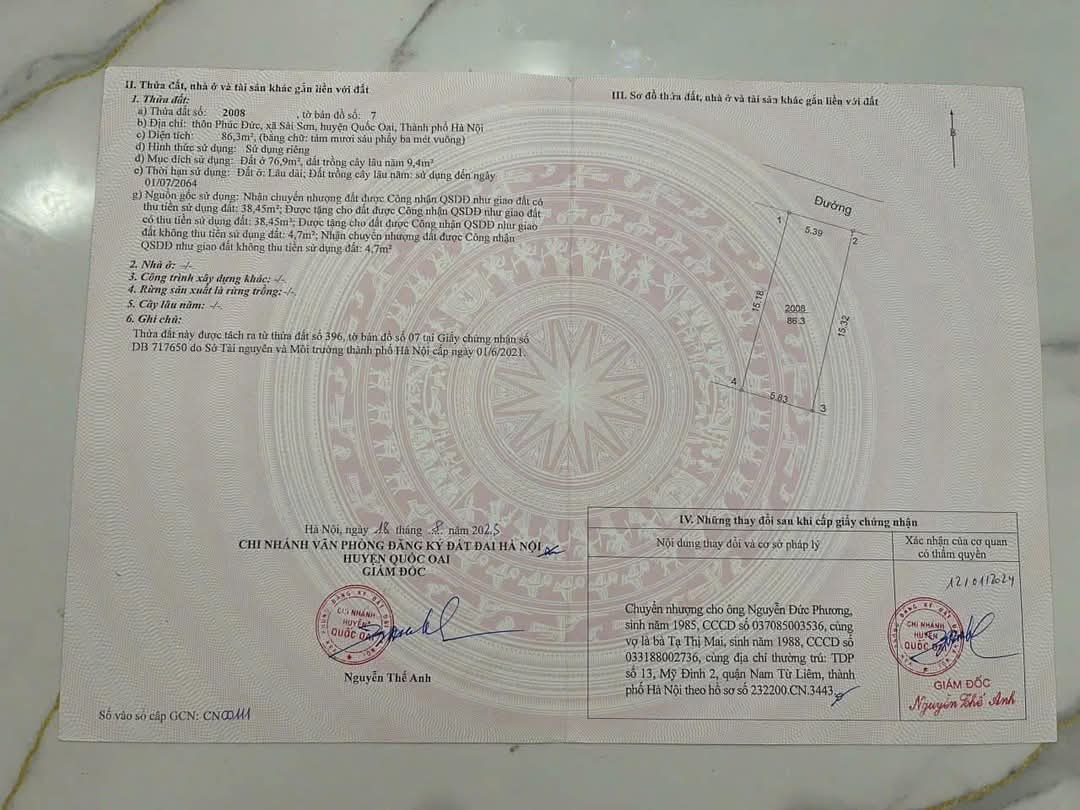 II. Thửa đất, nhà ở và tài sản khác gắn liền với đất
1. Thửa đất:
a) Thửa đất số: 2008 , tờ bản đồ số: 7
b) Địa chỉ: thôn Phúc Đức, xã Sài Sơn, huyện Quốc Oai, Thành phố Hà Nội
c) Diện tích: 86,3m², (bằng chữ: tám mươi sáu phẩy ba mét vuông)
d) Hình thức sử dụng: Sử dụng riêng
đ) Mục đích sử dụng: Đất ở 76,9m², đất trồng cây lâu năm 9,4m².
e) Thời hạn sử dụng: Đất ở: Lâu dài; Đất trồng cây lâu năm: sử dụng đến ngày
01/07/2064
g) Nguồn gốc sử dụng: Nhận chuyển nhượng đất được Công nhận QSDĐ như giao đất có
thu tiền sử dụng đất: 38,45m²; Được tặng cho đất được Công nhận QSDĐ như giao đất
có thu tiền sử dụng đất: 38,45m²; Được tặng cho đất được Công nhận QSDĐ như giao
đất không thu tiền sử dụng đất: 4,7m²; Nhận chuyển nhượng đất được Công nhận
QSDĐ như giao đất không thu tiền sử dụng đất: 4,7m²
2. Nhà ở: -/-
3. Công trình xây dựng khác: -/-
4. Rừng sản xuất là rừng trồng: -/-.
5. Cây lâu năm: -/-.
6. Ghi chú:
Thửa đất này được tách ra từ thửa đất số 396, tờ bản đồ số 07 tại Giấy chứng nhận số
DB 717650 do Sở Tài nguyên và Môi trường thành phố Hà Nội cấp ngày 01/6/2021.
Hà Nội, ngày 18 tháng 8 năm 2023
CHI NHÁNH VĂN PHÒNG ĐĂNG KÝ ĐẤT ĐAI HÀ NỘI
HUYỆN QUỐC OAI
GIÁM ĐỐC
CHI NHÁNH
HUYỆN
QUỐC OAI
Nguyễn Thế Anh
Số vào sổ cấp GCN: CN00111
III. Sơ đồ thửa đất, nhà ở và tài sản khác gắn liền với đất
B
Đường
1
5.39
2
15.18
2008
86.3
15.32
4
5.83
3
IV. Những thay đổi sau khi cấp giấy chứng nhận
Nội dung thay đổi và cơ sở pháp lý
Xác nhận của cơ quan
có thẩm quyền
Chuyển nhượng cho ông Nguyễn Đức Phương,
sinh năm 1985, CCCD số 037085003536, cùng
vợ là bà Tạ Thị Mai, sinh năm 1988, CCCD số
033188002736, cùng địa chỉ thường trú: TDP
số 13, Mỹ Đình 2, quận Nam Từ Liêm, thành
phố Hà Nội theo hồ sơ số 232200.CN.3443
CHI NHÁNH
HUYỆN
QUỐC OAI
GIÁM ĐỐC
Nguyễn Thế Anh